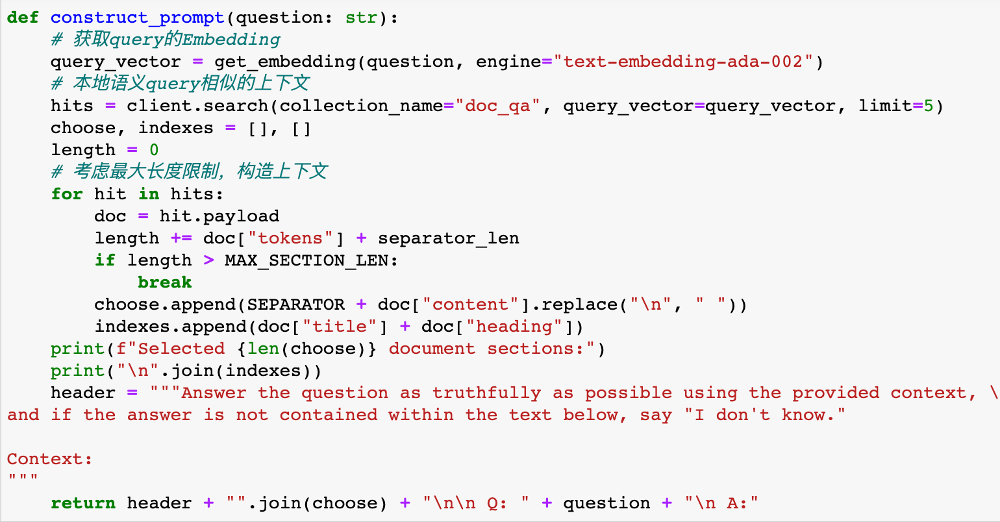 def construct_prompt(question: str):
    # 获取query的Embedding
    query_vector = get_embedding(question, engine="text-embedding-ada-002")
    # 本地语义query相似的上下文
    hits = client.search(collection_name="doc_qa", query_vector=query_vector, limit=5)
    choose, indexes = [], []
    length = 0
    # 考虑最大长度限制，构造上下文
    for hit in hits:
        doc = hit.payload
        length += doc["tokens"] + separator_len
        if length > MAX_SECTION_LEN:
            break
        choose.append(SEPARATOR + doc["content"].replace("\n", " "))
        indexes.append(doc["title"] + doc["heading"])
    print(f"Selected {len(choose)} document sections:")
    print("\n".join(indexes))
    header = """Answer the question as truthfully as possible using the provided context, \
and if the answer is not contained within the text below, say "I don't know."

Context:
"""
    return header + "".join(choose) + "\n\n Q: " + question + "\n A:"